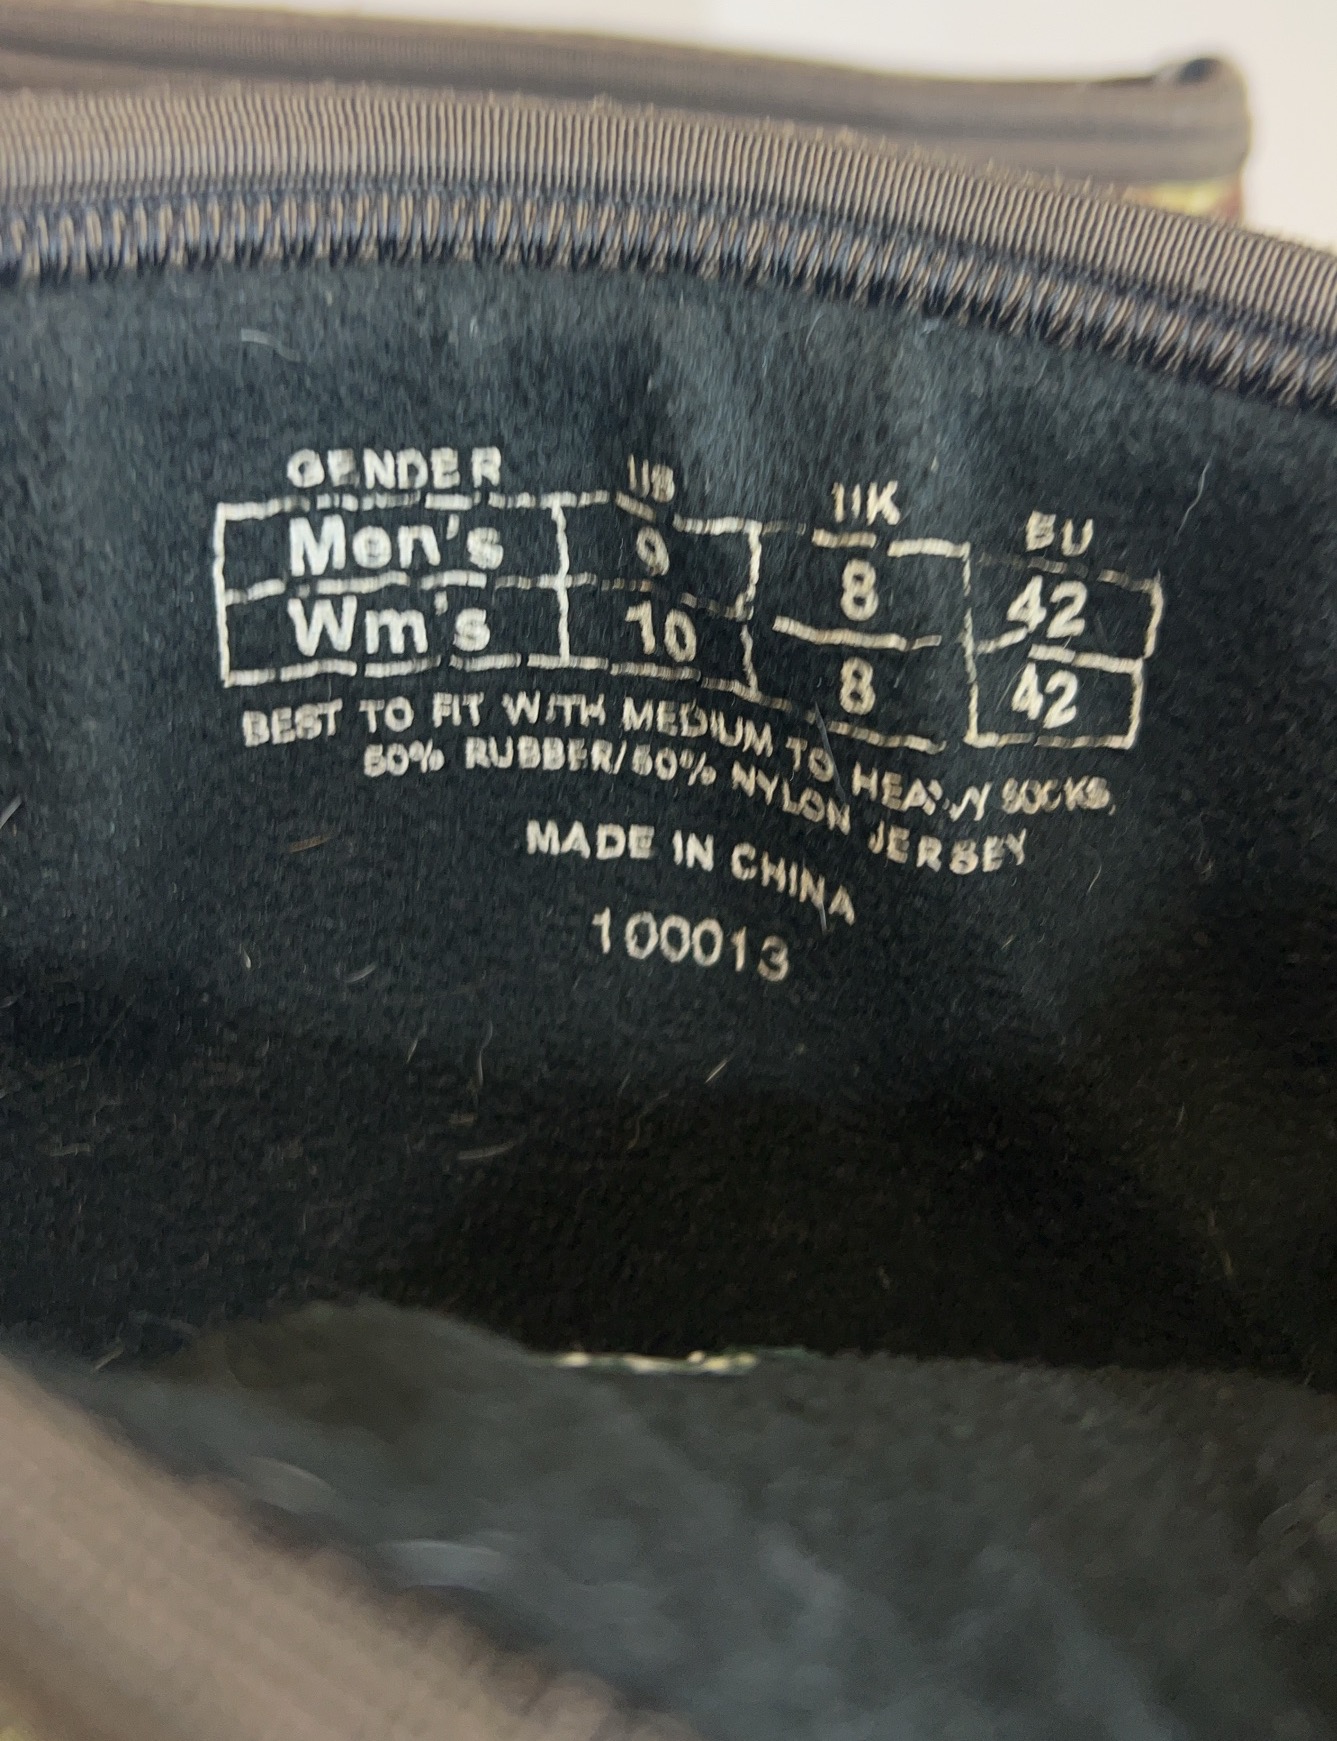 GENDER US UK EU
Men's 9 8 42
Wm's 10 8 42
BEST TO FIT WITH MEDIUM TO HEAVY SOCKS,
50% RUBBER/50% NYLON JERSEY
MADE IN CHINA
100013